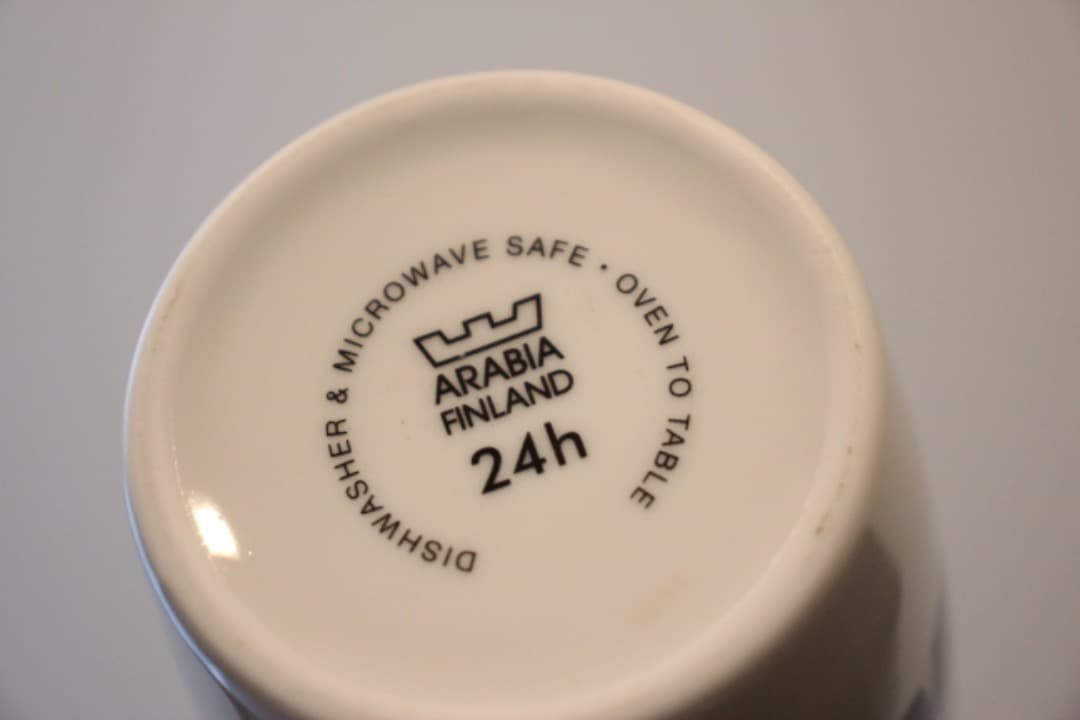 DISHWASHER & MICROWAVE SAFE · OVEN TO TABLE
ARABIA
FINLAND
24h